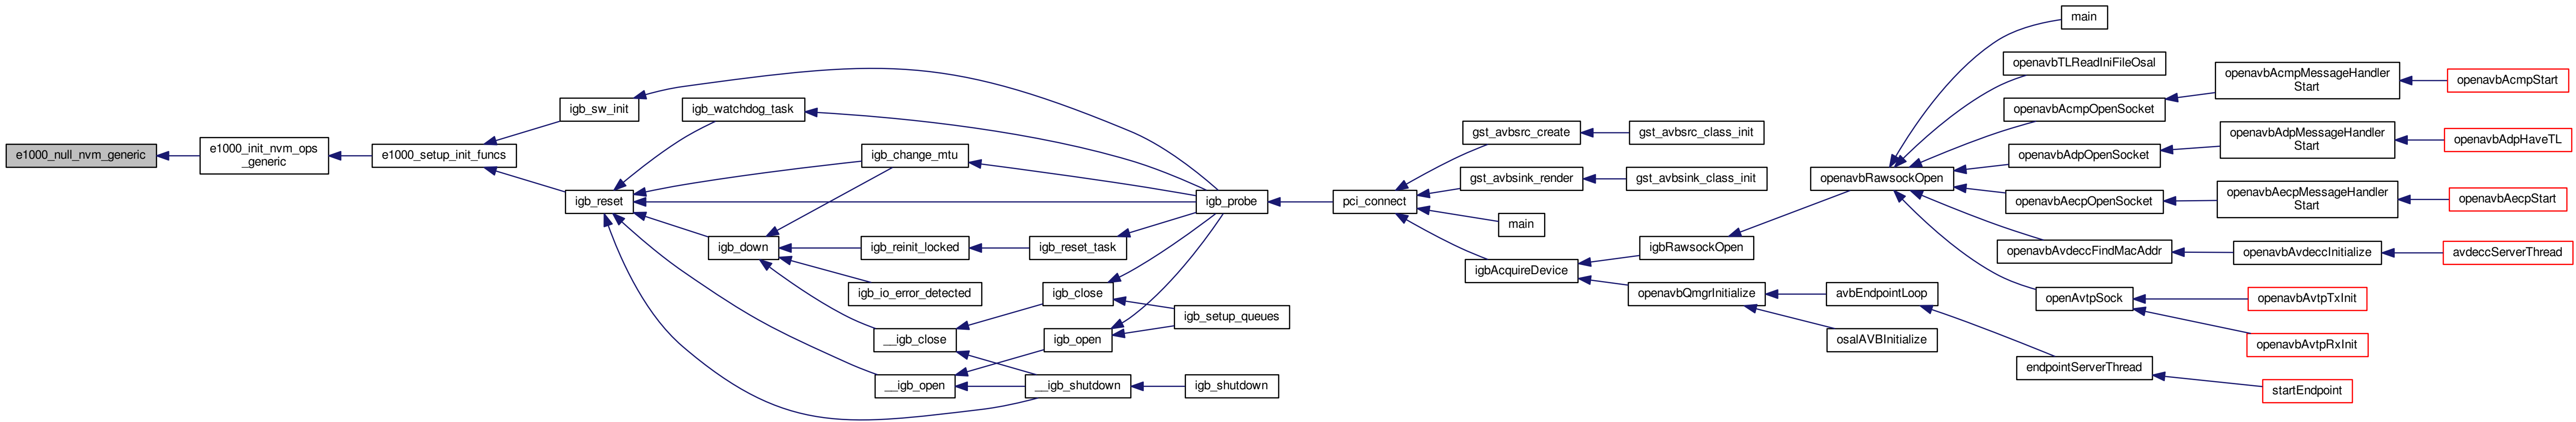 e1000_null_nvm_generic
e1000_init_nvm_ops
_generic
e1000_setup_init_funcs
igb_sw_init
igb_reset
igb_watchdog_task
igb_down
igb_change_mtu
igb_reinit_locked
igb_io_error_detected
__igb_close
__igb_open
igb_reset_task
igb_close
igb_open
__igb_shutdown
igb_probe
igb_setup_queues
igb_shutdown
pci_connect
gst_avbsrc_create
gst_avbsink_render
main
igbAcquireDevice
gst_avbsrc_class_init
gst_avbsink_class_init
igbRawsockOpen
openavbQmgrInitialize
openavbRawsockOpen
avbEndpointLoop
osalAVBInitialize
main
openavbTLReadIniFileOsal
openavbAcmpOpenSocket
openavbAdpOpenSocket
openavbAecpOpenSocket
openavbAvdeccFindMacAddr
openAvtpSock
endpointServerThread
openavbAcmpMessageHandler
Start
openavbAdpMessageHandler
Start
openavbAecpMessageHandler
Start
openavbAvdeccInitialize
openavbAvtpTxInit
openavbAvtpRxInit
startEndpoint
openavbAcmpStart
openavbAdpHaveTL
openavbAecpStart
avdeccServerThread